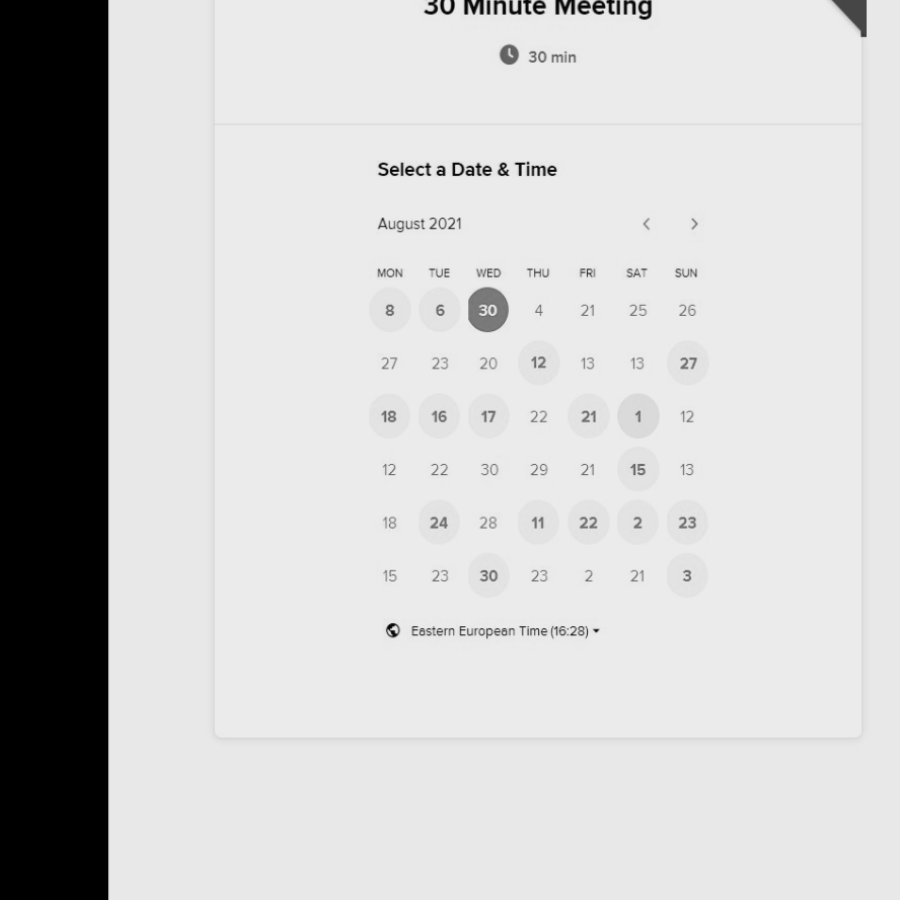 30 Minute Meeting
30 min
Select a Date & Time
August 2021
MON TUE WED THU FRI SAT SUN
8 6 30 4 21 25 26
27 23 20 12 13 13 27
18 16 17 22 21 1 12
12 22 30 29 21 15 13
18 24 28 11 22 2 23
15 23 30 23 2 21 3
Eastern European Time (16:28)